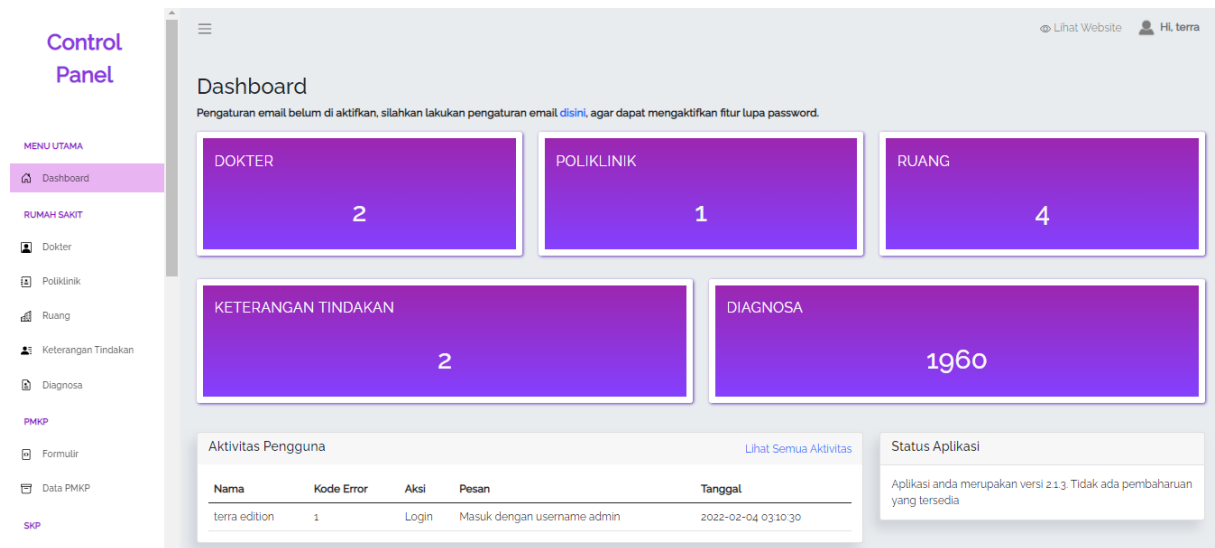 Control
Panel
Lihat Website
Hi, terra
Dashboard
Pengaturan email belum di aktifkan, silahkan lakukan pengaturan email disini, agar dapat mengaktifkan fitur lupa password.
MENU UTAMA
Dashboard
RUMAH SAKIT
Dokter
Poliklinik
Ruang
Keterangan Tindakan
Diagnosa
PMKP
Formulir
Data PMKP
SKP
DOKTER
2
POLIKLINIK
1
RUANG
4
KETERANGAN TINDAKAN
2
DIAGNOSA
1960
Aktivitas Pengguna
Lihat Semua Aktivitas
Nama Kode Error Aksi Pesan Tanggal
terra edition 1 Login Masuk dengan username admin 2022-02-04 03:10:30
Status Aplikasi
Aplikasi anda merupakan versi 2.1.3. Tidak ada pembaharuan
yang tersedia